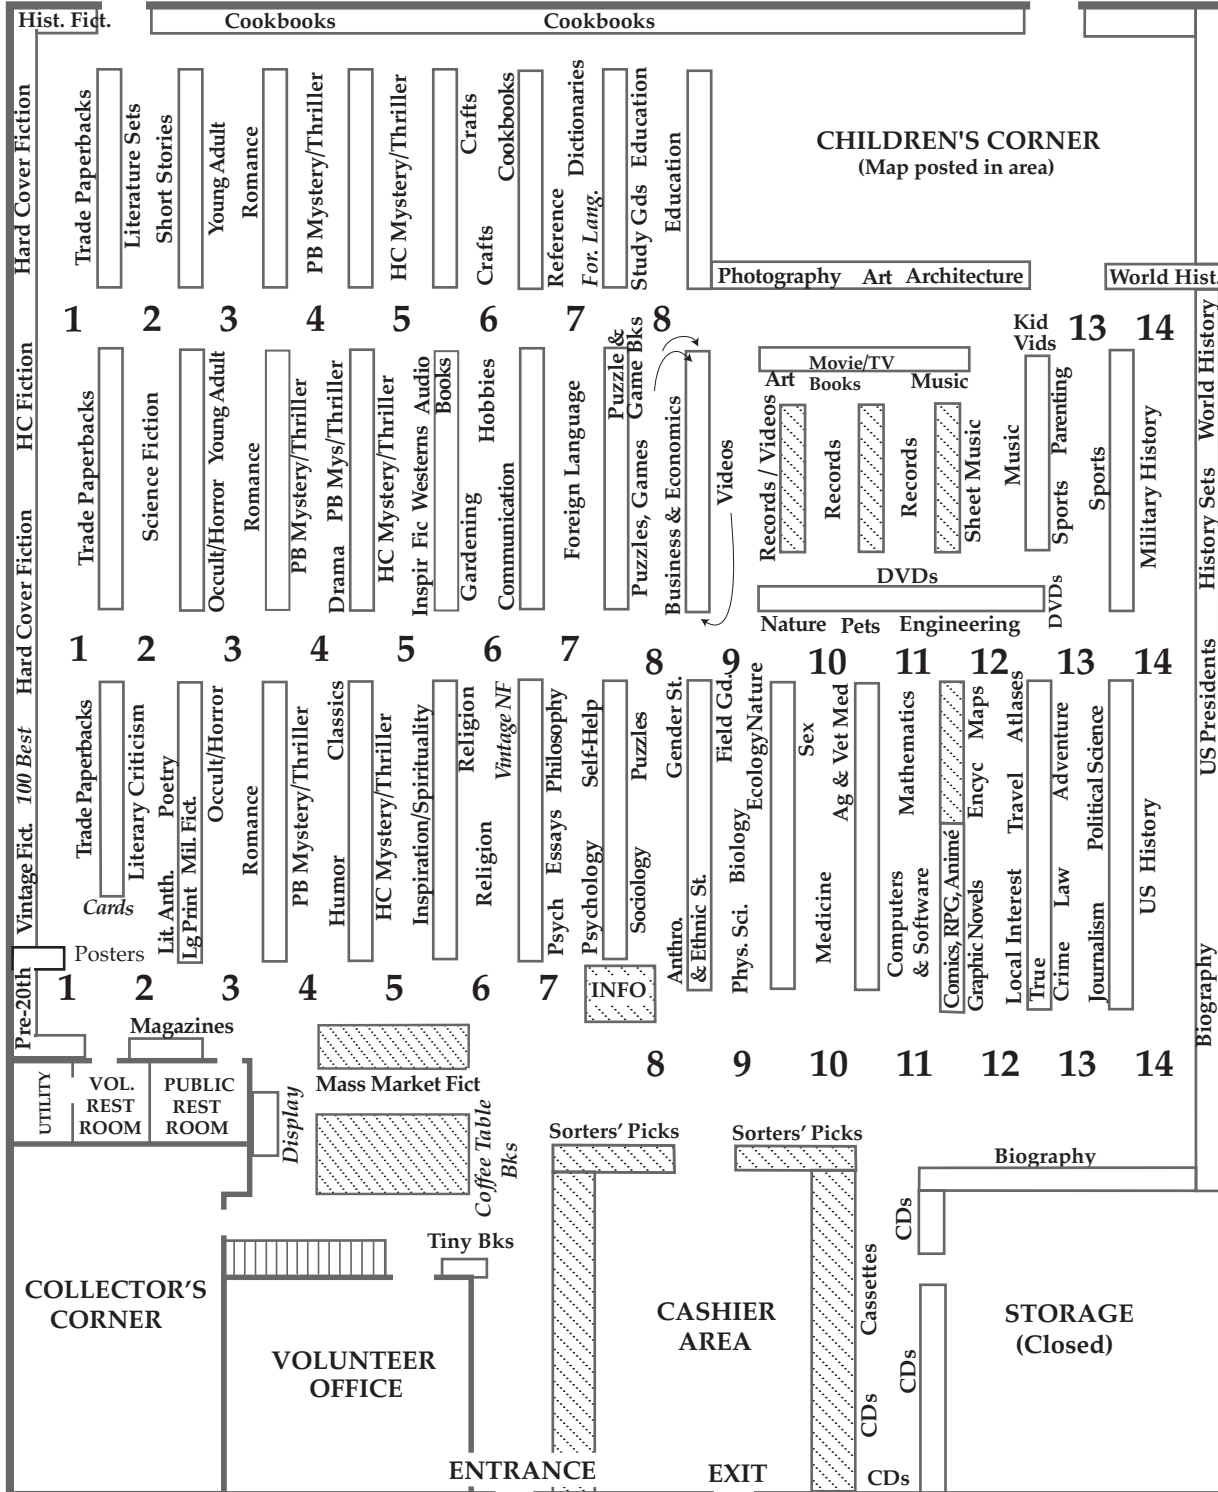 Hist. Fict.
Cookbooks
Cookbooks
Hard Cover Fiction
Trade Paperbacks
Literature Sets
Short Stories
Young Adult
Romance
PB Mystery/Thriller
HC Mystery/Thriller
Crafts
Crafts
Cookbooks
Reference
Dictionaries
For. Lang.
Study Gds
Education
Education
CHILDREN'S CORNER
(Map posted in area)
Photography
Art
Architecture
World Hist.
1
2
3
4
5
6
7
8
Kid
Vids
13
14
HC Fiction
Trade Paperbacks
Science Fiction
Occult/Horror
Young Adult
Romance
PB Mystery/Thriller
Drama
PB Mys/Thriller
HC Mystery/Thriller
Inspir Fic
Westerns
Audio
Books
Gardening
Hobbies
Communication
Foreign Language
Puzzle &
Game Bks
Puzzles, Games
Business & Economics
Videos
Movie/TV
Books
Art
Music
Records / Videos
Records
Records
Sheet Music
Music
Sports
Parenting
Sports
Military History
World History
History Sets
DVDs
DVDs
Nature
Pets
Engineering
Hard Cover Fiction
1
2
3
4
5
6
7
8
9
10
11
12
13
14
100 Best
Vintage Fict.
Trade Paperbacks
Cards
Literary Criticism
Lit. Anth.
Poetry
Lg Print
Mil. Fict.
Occult/Horror
Romance
PB Mystery/Thriller
Humor
Classics
HC Mystery/Thriller
Inspiration/Spirituality
Religion
Religion
Vintage NF
Psych
Essays
Philosophy
Psychology
Self-Help
Sociology
Puzzles
Anthro.
& Ethnic St.
Gender St.
Field Gd.
Phys. Sci.
Biology
Ecology
Nature
Sex
Medicine
Ag & Vet Med
Mathematics
Computers
& Software
Comics, RPG, Animé
Graphic Novels
Encyc
Maps
Local Interest
Travel
Atlases
True
Crime
Law
Adventure
Journalism
Political Science
US History
US Presidents
Biography
Posters
Pre-20th
1
2
3
4
5
6
7
INFO
Magazines
Mass Market Fict
8
9
10
11
12
13
14
UTILITY
VOL.
REST
ROOM
PUBLIC
REST
ROOM
Display
Coffee Table
Bks
Sorters' Picks
Sorters' Picks
Biography
CDs
Tiny Bks
COLLECTOR'S
CORNER
VOLUNTEER
OFFICE
CASHIER
AREA
Cassettes
CDs
CDs
CDs
STORAGE
(Closed)
ENTRANCE
EXIT